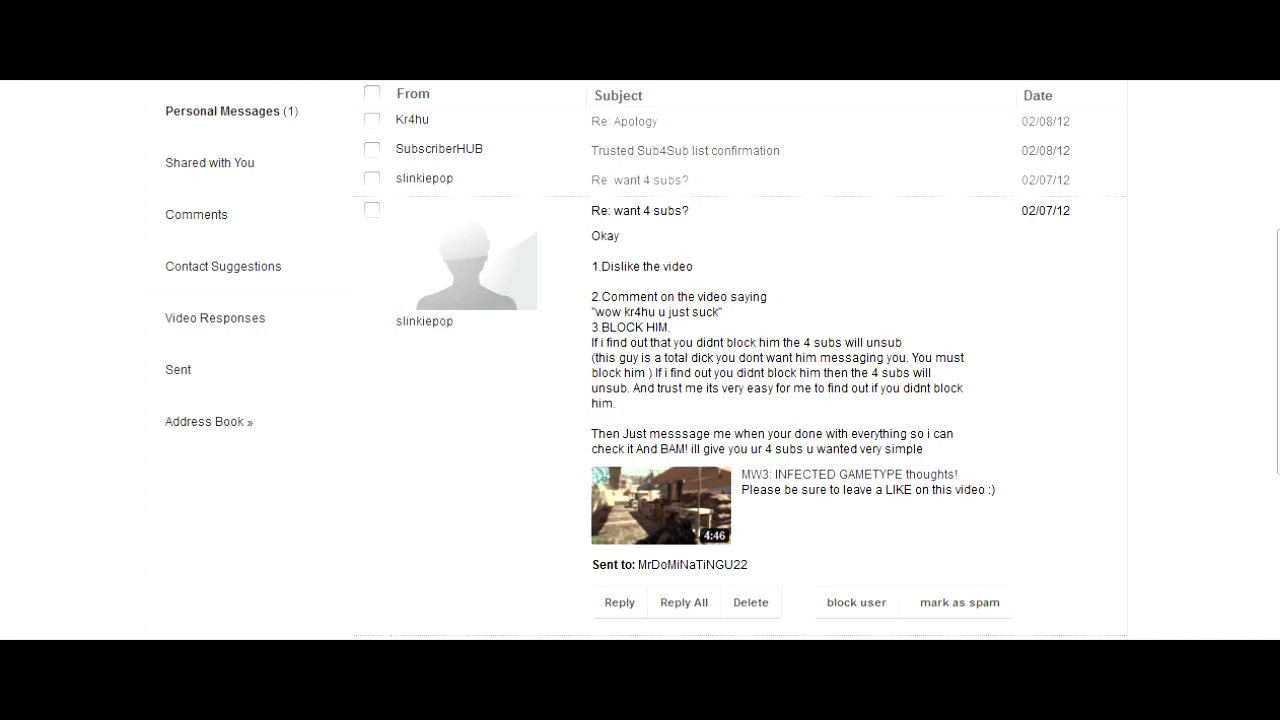 Personal Messages (1)
Shared with You
Comments
Contact Suggestions
Video Responses
Sent
Address Book »
From Subject Date
Kr4hu Re: Apology 02/08/12
SubscriberHUB Trusted Sub4Sub list confirmation 02/08/12
slinkiepop Re want 4 subs? 02/07/12
Re: want 4 subs? 02/07/12
slinkiepop
Okay
1.Dislike the video
2.Comment on the video saying
"wow kr4hu u just suck"
3.BLOCK HIM.
If i find out that you didnt block him the 4 subs will unsub
(this guy is a total dick you dont want him messaging you. You must
block him ) If i find out you didnt block him then the 4 subs will
unsub. And trust me its very easy for me to find out if you didnt block
him.
Then Just messsage me when your done with everything so i can
check it And BAM! ill give you ur 4 subs u wanted very simple
4:46
MW3: INFECTED GAMETYPE thoughts!
Please be sure to leave a LIKE on this video :)
Sent to: MrDoMiNaTiNGU22
Reply Reply All Delete block user mark as spam